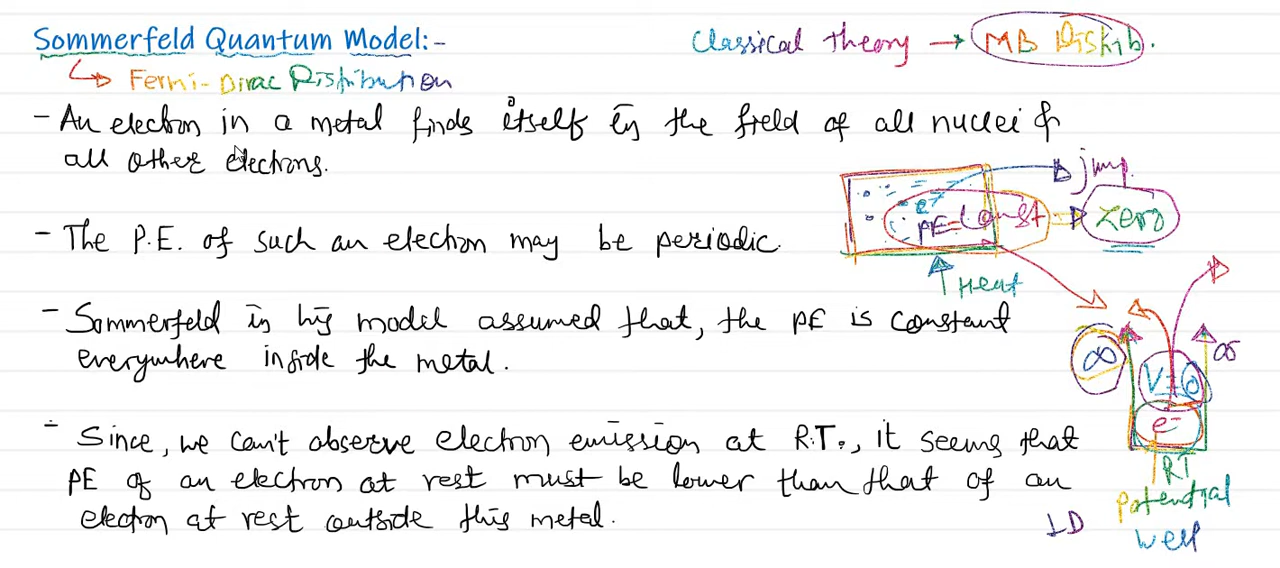 Sommerfeld Quantum Model:-
Classical Theory → MB Distrib.
↳ Fermi-Dirac Distribution
- An electron in a metal finds itself in the field of all nuclei &
all other electrons.
jmp.
e-
PE=Const → Zero
- The P.E. of such an electron may be periodic.
↑ Heat
- Sommerfeld in his model assumed that, the PE is constant
everywhere inside the metal.
∞ ∞
V=0
e-
- Since, we can't observe electron emission at R.T., it seems that
PE of an electron at rest must be lower than that of an
electron at rest outside this metal.
RT
potential
1D well